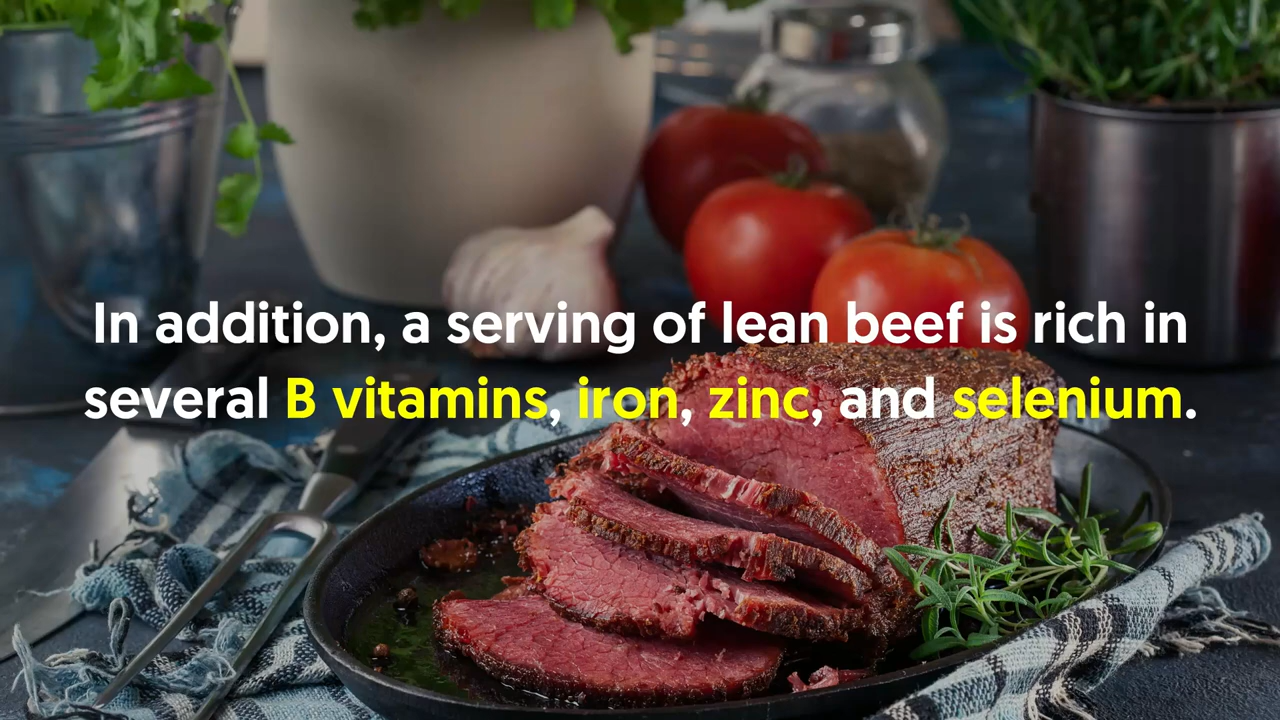 In addition, a serving of lean beef is rich in
several B vitamins, iron, zinc, and selenium.